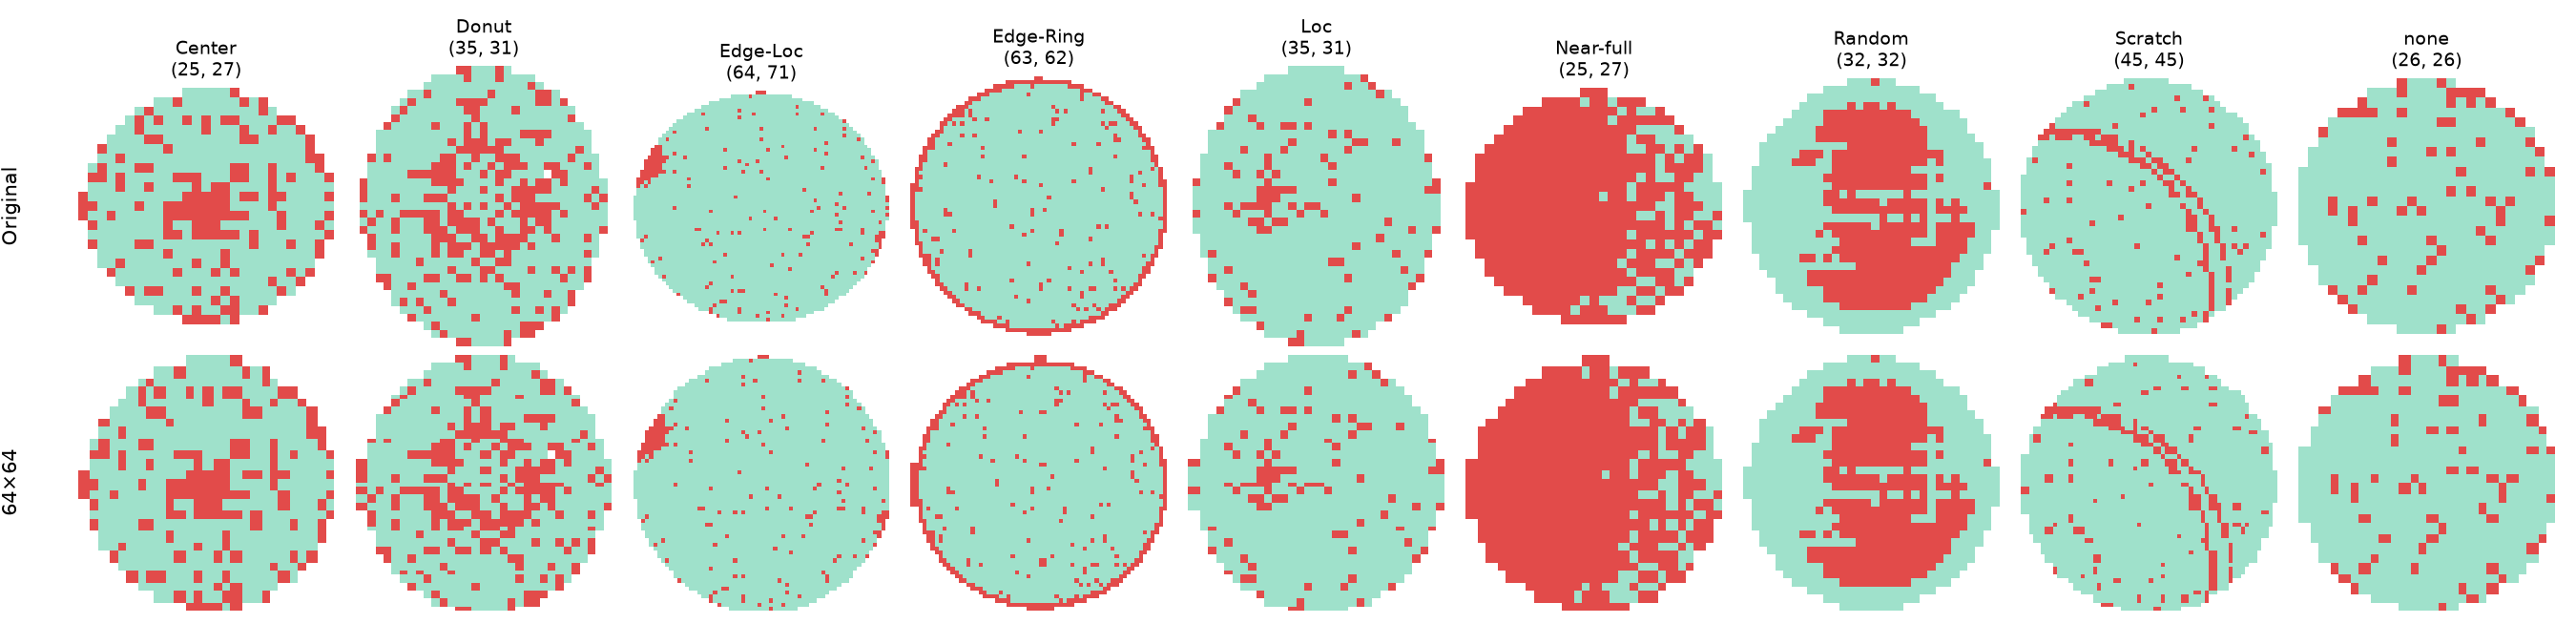 Center
(25, 27)
Donut
(35, 31)
Edge-Loc
(64, 71)
Edge-Ring
(63, 62)
Loc
(35, 31)
Near-full
(25, 27)
Random
(32, 32)
Scratch
(45, 45)
none
(26, 26)
Original
64×64